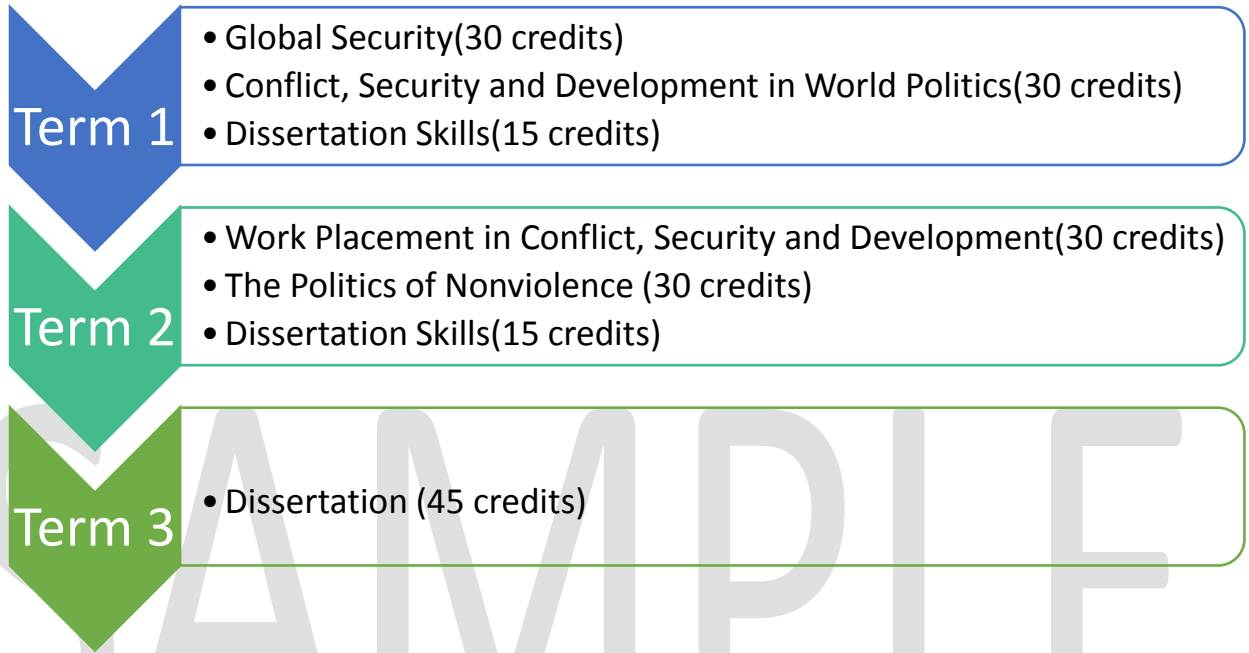 Term 1
• Global Security(30 credits)
• Conflict, Security and Development in World Politics(30 credits)
• Dissertation Skills(15 credits)
Term 2
• Work Placement in Conflict, Security and Development(30 credits)
• The Politics of Nonviolence (30 credits)
• Dissertation Skills(15 credits)
Term 3
• Dissertation (45 credits)
SAMPLE